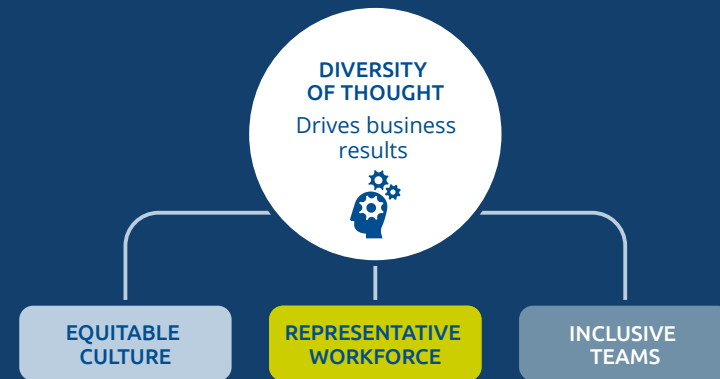 DIVERSITY
OF THOUGHT
Drives business
results
EQUITABLE
CULTURE
REPRESENTATIVE
WORKFORCE
INCLUSIVE
TEAMS